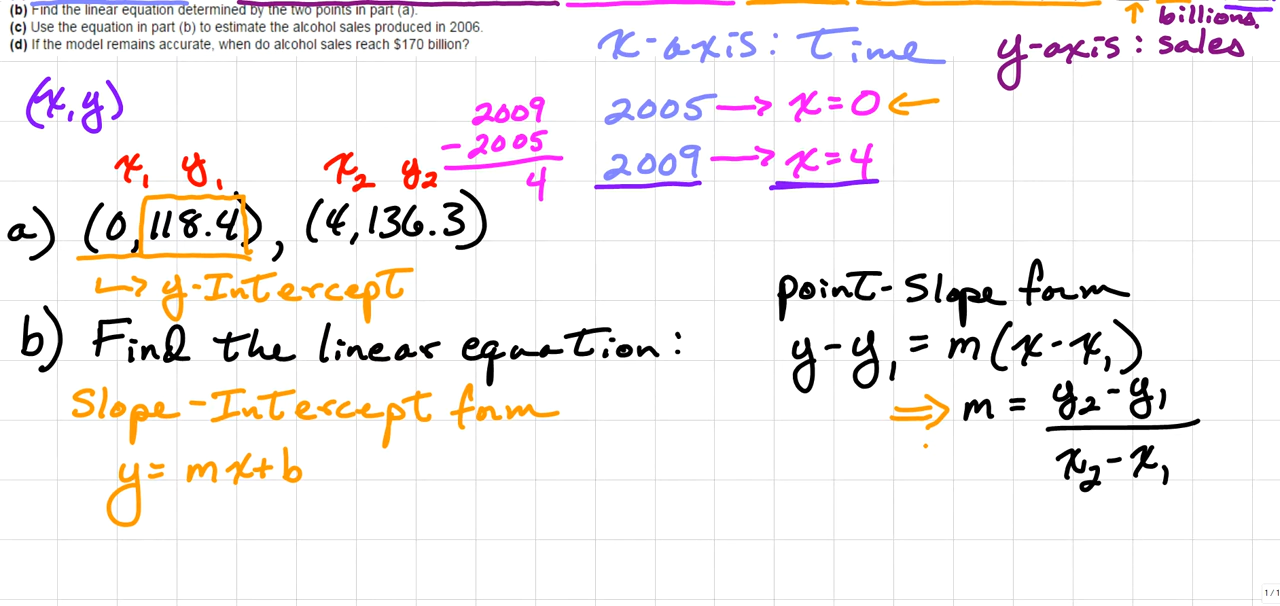 (b) Find the linear equation determined by the two points in part (a).
(c) Use the equation in part (b) to estimate the alcohol sales produced in 2006.
(d) If the model remains accurate, when do alcohol sales reach $170 billion?
↑ billions.
x-axis: Time
y-axis: sales
(x,y)
2009
- 2005
4
2005 → x=0 ←
2009 → x=4
x₁ y₁ x₂ y₂
a) (0,118.4), (4,136.3)
↳ y-Intercept
b) Find the linear equation:
Slope-Intercept form
y = mx+b
point-Slope form
y-y₁ = m(x-x₁)
⇒ m = y₂-y₁
x₂-x₁
1/1